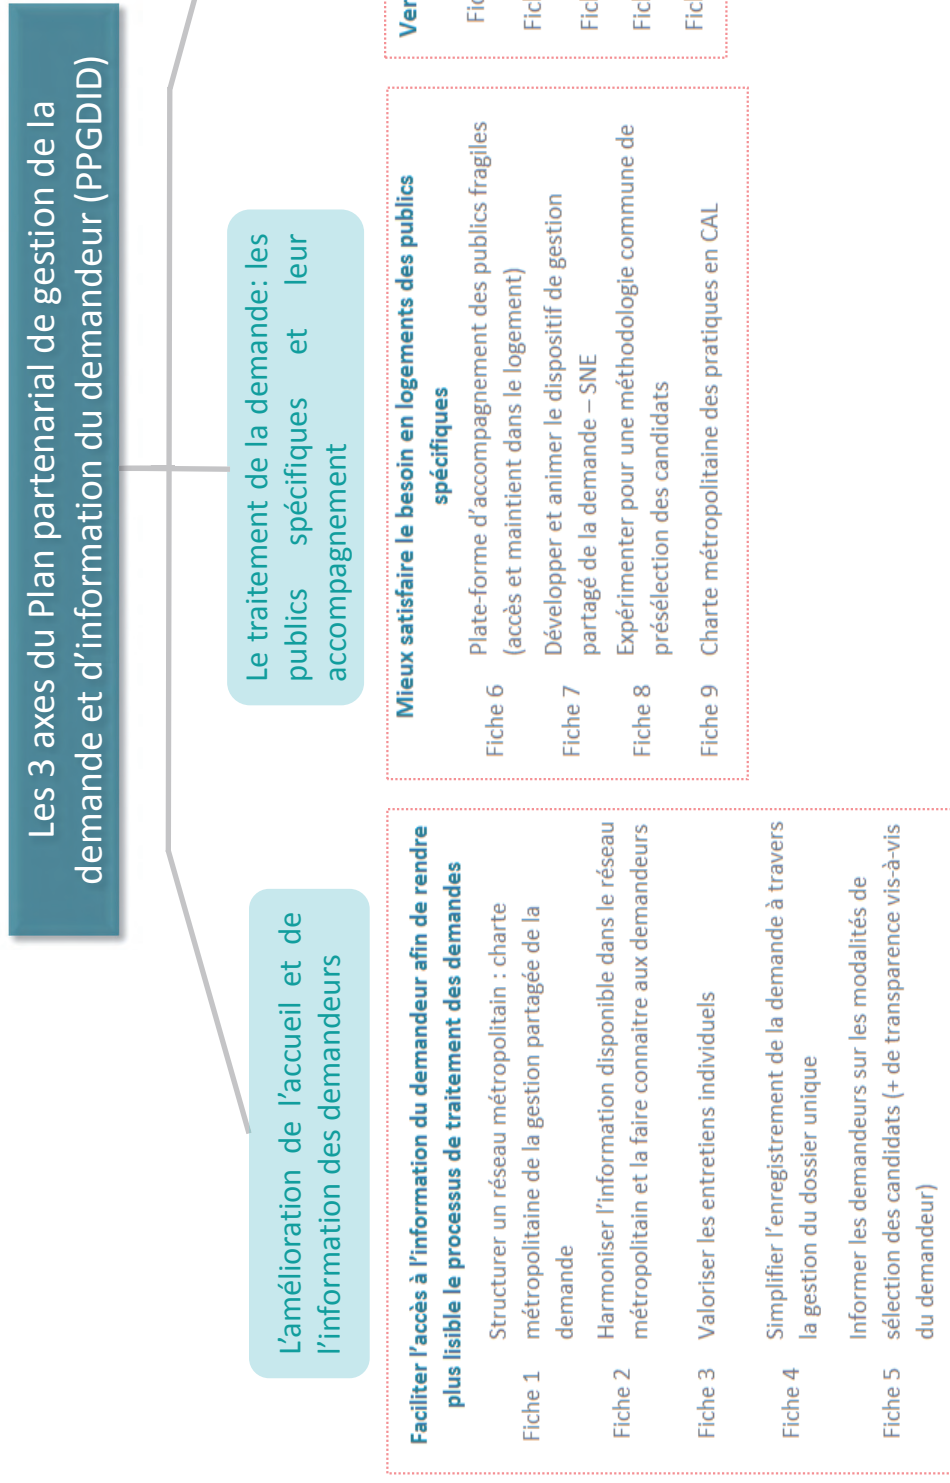 Les 3 axes du Plan partenarial de gestion de la
demande et d'information du demandeur (PPGDID)
L'amélioration de l'accueil et de
l'information des demandeurs
Faciliter l'accès à l'information du demandeur afin de rendre
plus lisible le processus de traitement des demandes
Fiche 1
Structurer un réseau métropolitain : charte
métropolitaine de la gestion partagée de la
demande
Fiche 2
Harmoniser l'information disponible dans le réseau
métropolitain et la faire connaitre aux demandeurs
Fiche 3
Valoriser les entretiens individuels
Fiche 4
Simplifier l'enregistrement de la demande à travers
la gestion du dossier unique
Fiche 5
Informer les demandeurs sur les modalités de
sélection des candidats (+ de transparence vis-à-vis
du demandeur)
Le traitement de la demande: les
publics spécifiques et leur
accompagnement
Mieux satisfaire le besoin en logements des publics
spécifiques
Fiche 6
Plate-forme d'accompagnement des publics fragiles
(accès et maintient dans le logement)
Fiche 7
Développer et animer le dispositif de gestion
partagé de la demande – SNE
Fiche 8
Expérimenter pour une méthodologie commune de
présélection des candidats
Fiche 9
Charte métropolitaine des pratiques en CAL